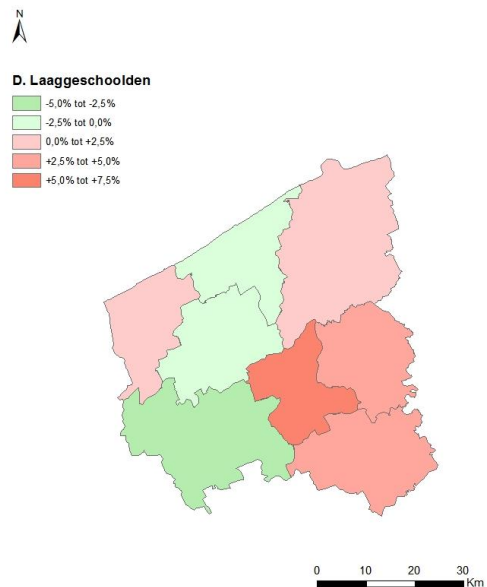 N
D. Laaggeschoolden
-5,0% tot -2,5%
-2,5% tot 0,0%
0,0% tot +2,5%
+2,5% tot +5,0%
+5,0% tot +7,5%
0 10 20 30
Km